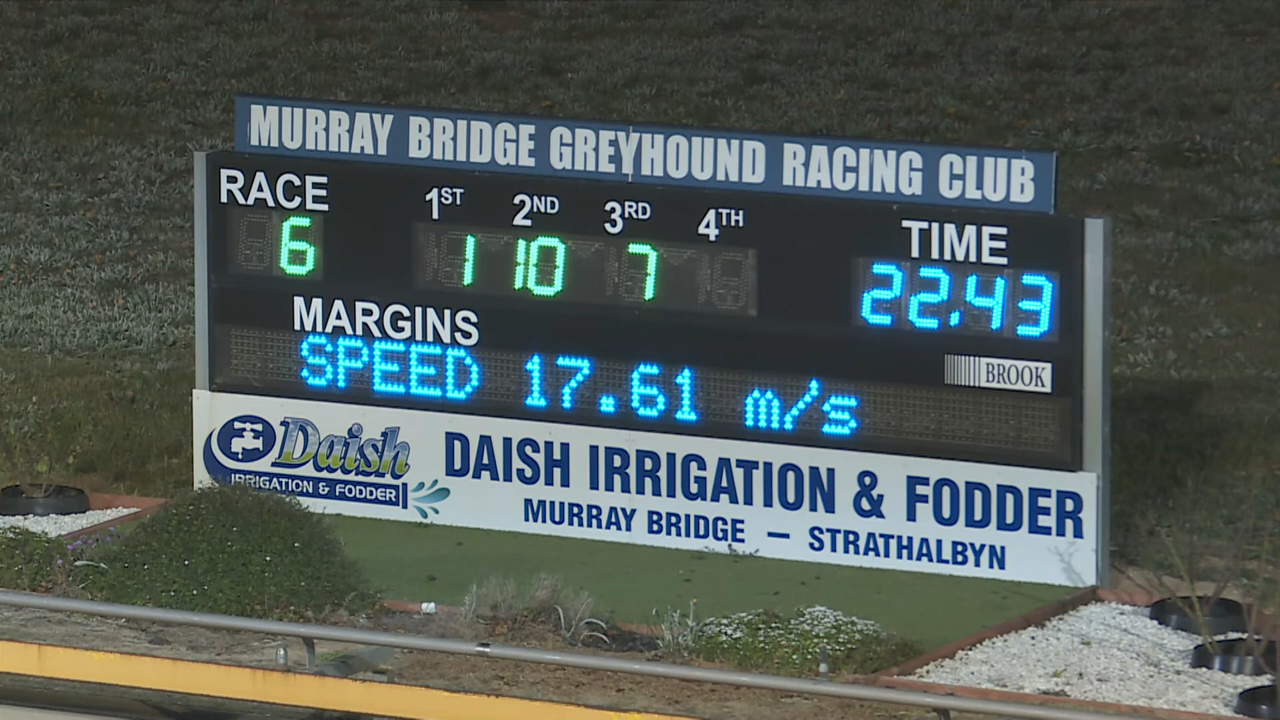 MURRAY BRIDGE GREYHOUND RACING CLUB
RACE 1ST 2ND 3RD 4TH TIME
6 1 10 7 22.43
MARGINS
SPEED 17.61 m/s
BROOK
Daish
IRRIGATION & FODDER
DAISH IRRIGATION & FODDER
MURRAY BRIDGE – STRATHALBYN